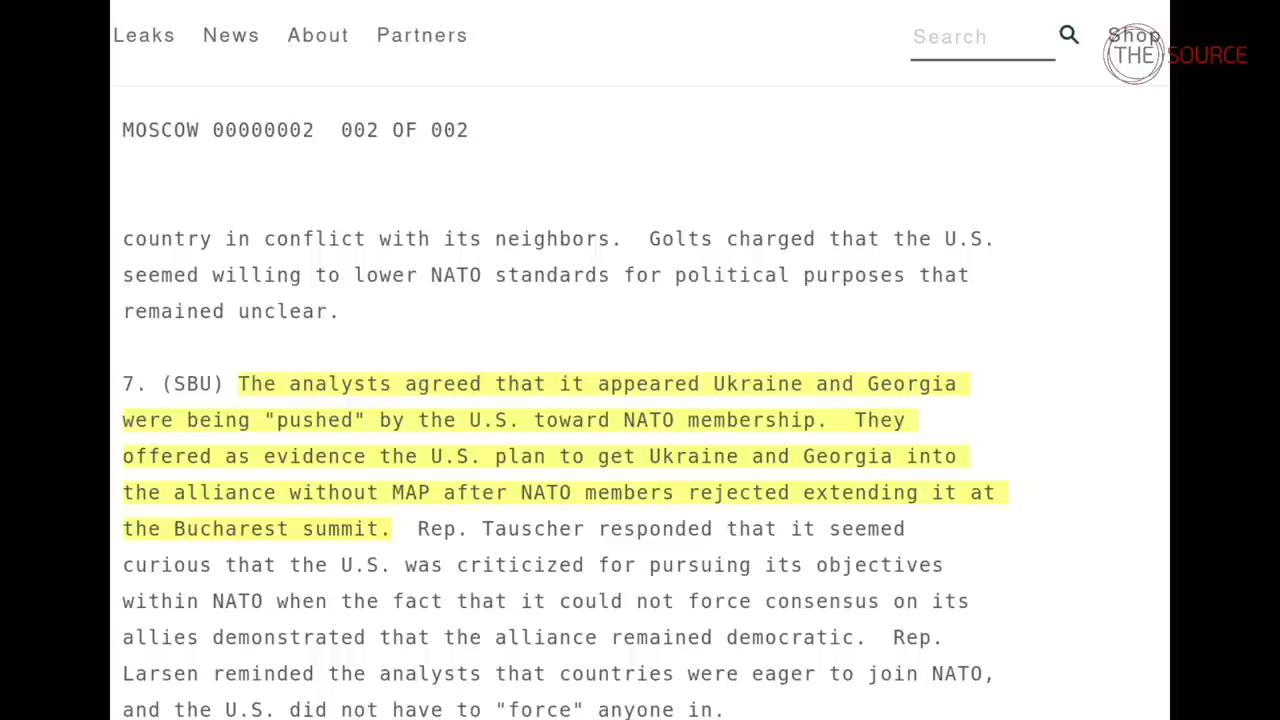 Leaks News About Partners Search Shop
THE SOURCE
MOSCOW 00000002 002 OF 002
country in conflict with its neighbors. Golts charged that the U.S.
seemed willing to lower NATO standards for political purposes that
remained unclear.
7. (SBU) The analysts agreed that it appeared Ukraine and Georgia
were being "pushed" by the U.S. toward NATO membership. They
offered as evidence the U.S. plan to get Ukraine and Georgia into
the alliance without MAP after NATO members rejected extending it at
the Bucharest summit. Rep. Tauscher responded that it seemed
curious that the U.S. was criticized for pursuing its objectives
within NATO when the fact that it could not force consensus on its
allies demonstrated that the alliance remained democratic. Rep.
Larsen reminded the analysts that countries were eager to join NATO,
and the U.S. did not have to "force" anyone in.